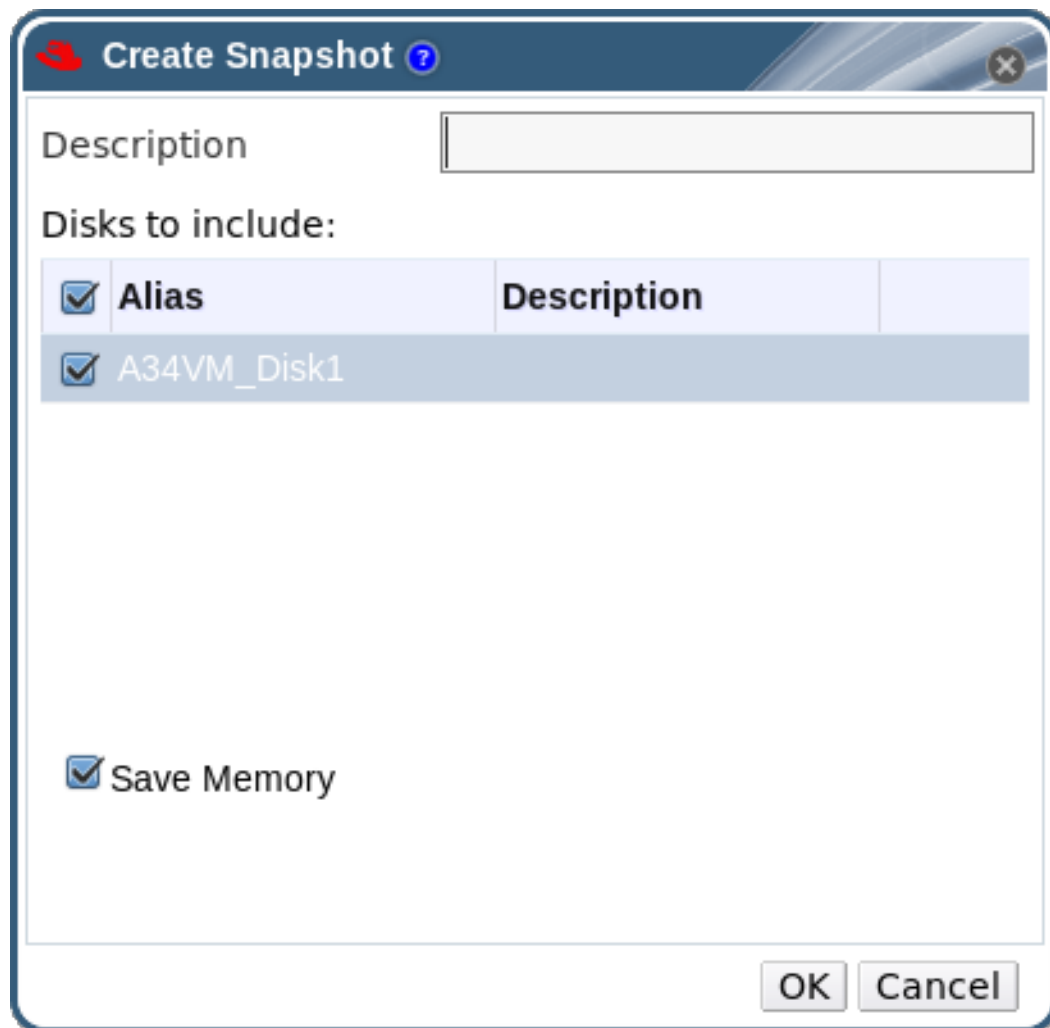 Create Snapshot ?
Description
Disks to include:
Alias Description
A34VM_Disk1
Save Memory
OK Cancel